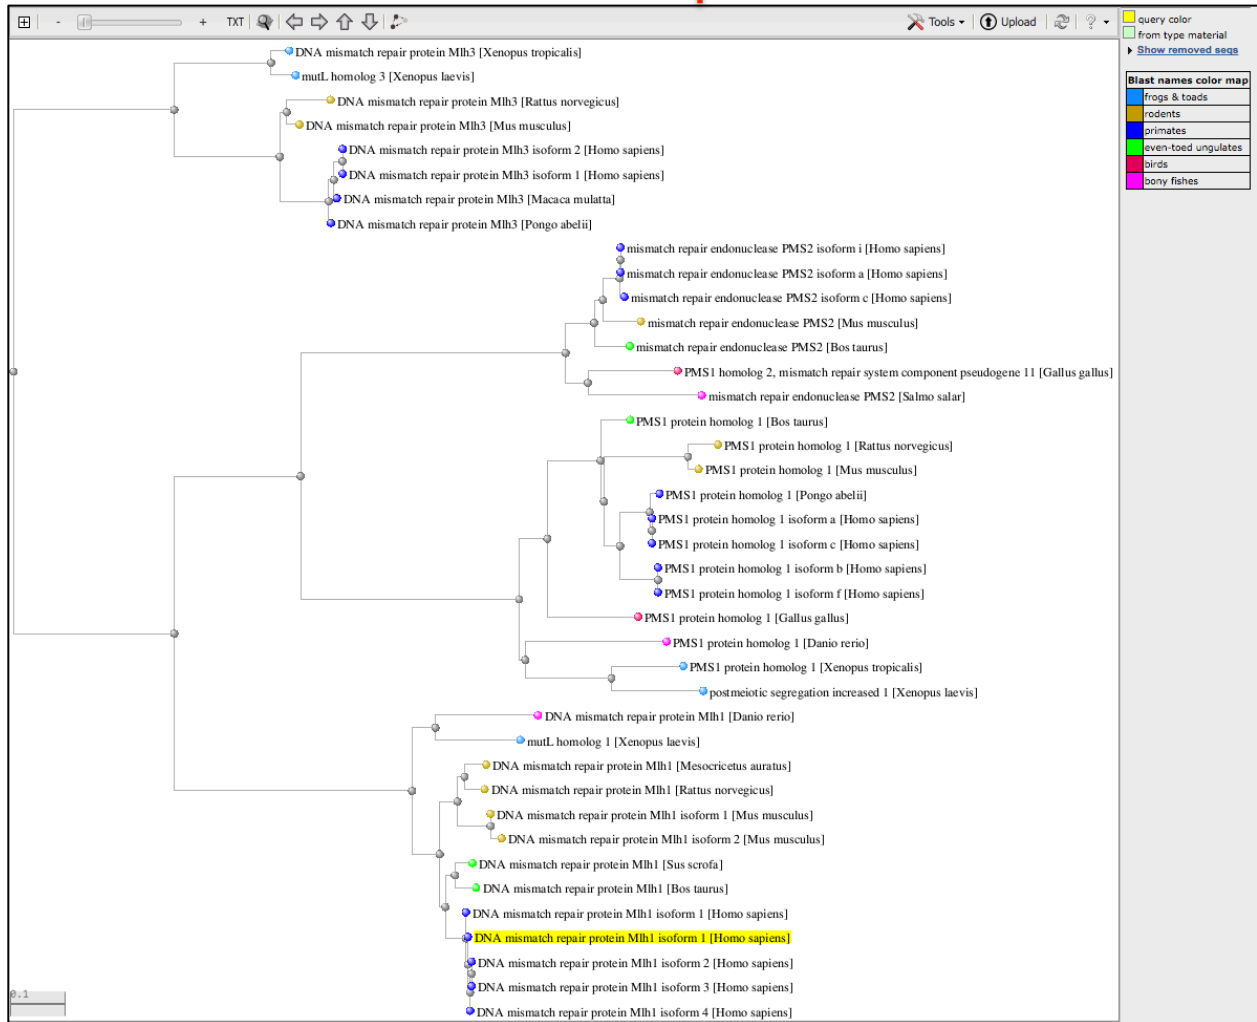 - + TXT Tools Upload ?
query color
from type material
Show removed seqs
Blast names color map
frogs & toads
rodents
primates
even-toed ungulates
birds
bony fishes
DNA mismatch repair protein Mlh3 [Xenopus tropicalis]
mutL homolog 3 [Xenopus laevis]
DNA mismatch repair protein Mlh3 [Rattus norvegicus]
DNA mismatch repair protein Mlh3 [Mus musculus]
DNA mismatch repair protein Mlh3 isoform 2 [Homo sapiens]
DNA mismatch repair protein Mlh3 isoform 1 [Homo sapiens]
DNA mismatch repair protein Mlh3 [Macaca mulatta]
DNA mismatch repair protein Mlh3 [Pongo abelii]
mismatch repair endonuclease PMS2 isoform i [Homo sapiens]
mismatch repair endonuclease PMS2 isoform a [Homo sapiens]
mismatch repair endonuclease PMS2 isoform c [Homo sapiens]
mismatch repair endonuclease PMS2 [Mus musculus]
mismatch repair endonuclease PMS2 [Bos taurus]
PMS1 homolog 2, mismatch repair system component pseudogene 11 [Gallus gallus]
mismatch repair endonuclease PMS2 [Salmo salar]
PMS1 protein homolog 1 [Bos taurus]
PMS1 protein homolog 1 [Rattus norvegicus]
PMS1 protein homolog 1 [Mus musculus]
PMS1 protein homolog 1 [Pongo abelii]
PMS1 protein homolog 1 isoform a [Homo sapiens]
PMS1 protein homolog 1 isoform c [Homo sapiens]
PMS1 protein homolog 1 isoform b [Homo sapiens]
PMS1 protein homolog 1 isoform f [Homo sapiens]
PMS1 protein homolog 1 [Gallus gallus]
PMS1 protein homolog 1 [Danio rerio]
PMS1 protein homolog 1 [Xenopus tropicalis]
postmeiotic segregation increased 1 [Xenopus laevis]
DNA mismatch repair protein Mlh1 [Danio rerio]
mutL homolog 1 [Xenopus laevis]
DNA mismatch repair protein Mlh1 [Mesocricetus auratus]
DNA mismatch repair protein Mlh1 [Rattus norvegicus]
DNA mismatch repair protein Mlh1 isoform 1 [Mus musculus]
DNA mismatch repair protein Mlh1 isoform 2 [Mus musculus]
DNA mismatch repair protein Mlh1 [Sus scrofa]
DNA mismatch repair protein Mlh1 [Bos taurus]
DNA mismatch repair protein Mlh1 isoform 1 [Homo sapiens]
DNA mismatch repair protein Mlh1 isoform 1 [Homo sapiens]
DNA mismatch repair protein Mlh1 isoform 2 [Homo sapiens]
DNA mismatch repair protein Mlh1 isoform 3 [Homo sapiens]
DNA mismatch repair protein Mlh1 isoform 4 [Homo sapiens]
0.1